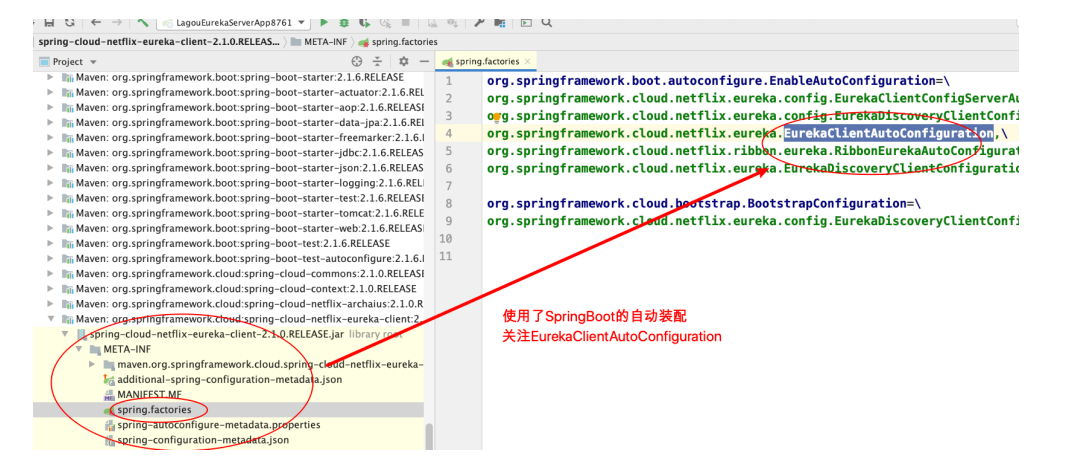 LagouEurekaServerApp8761
spring-cloud-netflix-eureka-client-2.1.0.RELEAS... META-INF spring.factories
Project
spring.factories
Maven: org.springframework.boot:spring-boot-starter:2.1.6.RELEASE
Maven: org.springframework.boot:spring-boot-starter-actuator:2.1.6.REL
Maven: org.springframework.boot:spring-boot-starter-aop:2.1.6.RELEASE
Maven: org.springframework.boot:spring-boot-starter-data-jpa:2.1.6.REL
Maven: org.springframework.boot:spring-boot-starter-freemarker:2.1.6.
Maven: org.springframework.boot:spring-boot-starter-jdbc:2.1.6.RELEAS
Maven: org.springframework.boot:spring-boot-starter-json:2.1.6.RELEAS
Maven: org.springframework.boot:spring-boot-starter-logging:2.1.6.REL
Maven: org.springframework.boot:spring-boot-starter-test:2.1.6.RELEAS
Maven: org.springframework.boot:spring-boot-starter-tomcat:2.1.6.RELE
Maven: org.springframework.boot:spring-boot-starter-web:2.1.6.RELEAS
Maven: org.springframework.boot:spring-boot-test:2.1.6.RELEASE
Maven: org.springframework.boot:spring-boot-test-autoconfigure:2.1.6.
Maven: org.springframework.cloud:spring-cloud-commons:2.1.0.RELEAS
Maven: org.springframework.cloud:spring-cloud-context:2.1.0.RELEASE
Maven: org.springframework.cloud:spring-cloud-netflix-archaius:2.1.0.R
Maven: org.springframework.cloud:spring-cloud-netflix-eureka-client:2
spring-cloud-netflix-eureka-client-2.1.0.RELEASE.jar library root
META-INF
maven.org.springframework.cloud.spring-cloud-netflix-eureka-
additional-spring-configuration-metadata.json
MANIFEST.MF
spring.factories
spring-autoconfigure-metadata.properties
spring-configuration-metadata.json
1 org.springframework.boot.autoconfigure.EnableAutoConfiguration=\
2 org.springframework.cloud.netflix.eureka.config.EurekaClientConfigServerAu
3 org.springframework.cloud.netflix.eureka.config.EurekaDiscoveryClientConfi
4 org.springframework.cloud.netflix.eureka.EurekaClientAutoConfiguration,\
5 org.springframework.cloud.netflix.ribbon.eureka.RibbonEurekaAutoConfigurat
6 org.springframework.cloud.netflix.eureka.EurekaDiscoveryClientConfiguratio
7
8 org.springframework.cloud.bootstrap.BootstrapConfiguration=\
9 org.springframework.cloud.netflix.eureka.config.EurekaDiscoveryClientConfi
10
11
使用了SpringBoot的自动装配
关注EurekaClientAutoConfiguration